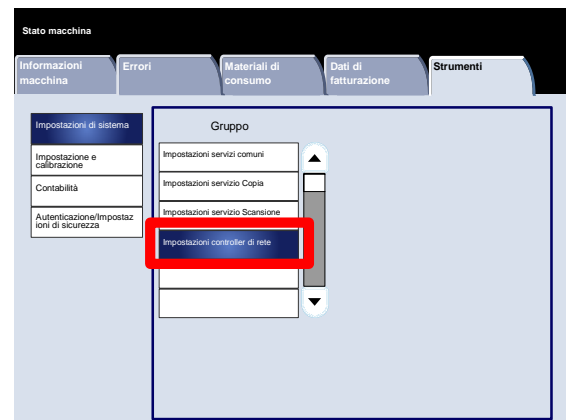 Stato macchina
Informazioni
macchina
Errori
Materiali di
consumo
Dati di
fatturazione
Strumenti
Impostazioni di sistema
Impostazione e
calibrazione
Contabilità
Autenticazione/Impostaz
ioni di sicurezza
Gruppo
Impostazioni servizi comuni
Impostazioni servizio Copia
Impostazioni servizio Scansione
Impostazioni controller di rete